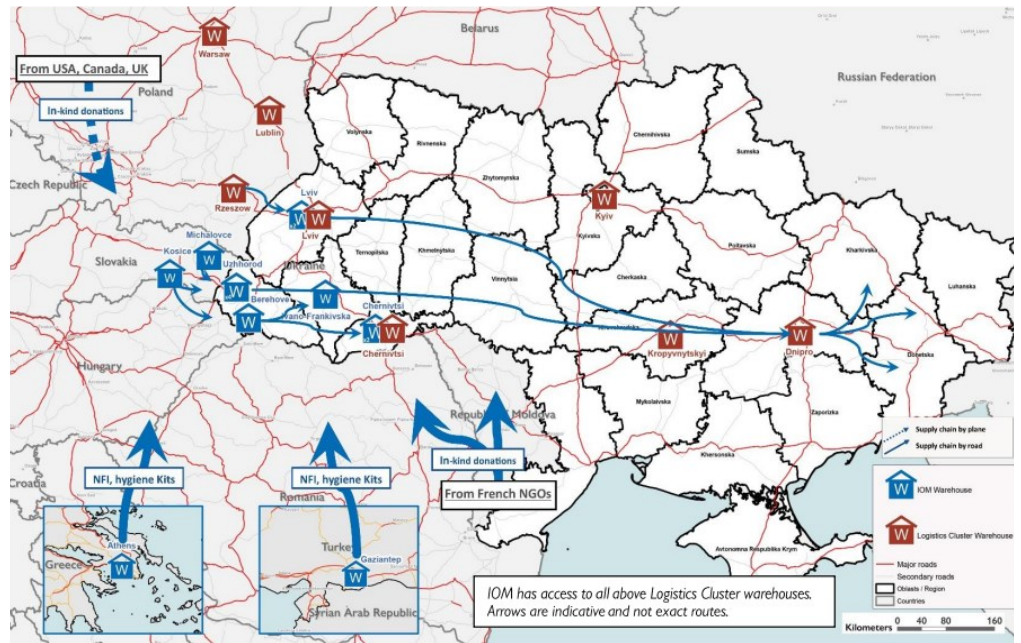 Belarus
Warsaw
From USA, Canada, UK
Russian Federation
Poland
In-kind donations
Lublin
Volynska
Rivnenska
Chernihivska
Sumska
Zhytomyrska
Czech Republic
Rzeszow
Lviv
Lviv
Kyiv
Kyivska
Michalovce
Kosice
Slovakia
Uzhhorod
Ukraine
Ternopilska
Khmelnytska
Poltavska
Kharkivska
Vinnytsia
Cherkaska
Luhanska
Berehove
Ivano-Frankivska
Chernivtsi
Chernivtsi
Kropyvnytskyi
Dnipro
Donetska
Hungary
Mykolaivska
Zaporizka
Republic of Moldova
Khersonska
Supply chain by plane
Supply chain by road
In-kind donations
NFI, hygiene Kits
NFI, hygiene Kits
Croatia
From French NGOs
Romania
IOM Warehouse
Logistics Cluster Warehouse
Athens
Greece
Turkey
Gaziantep
Syrian Arab Republic
Avtonomna Respublika Krym
Major roads
Secondary roads
Oblasts / Region
Countries
IOM has access to all above Logistics Cluster warehouses.
Arrows are indicative and not exact routes.
0 40 80 160
Kilometers
W